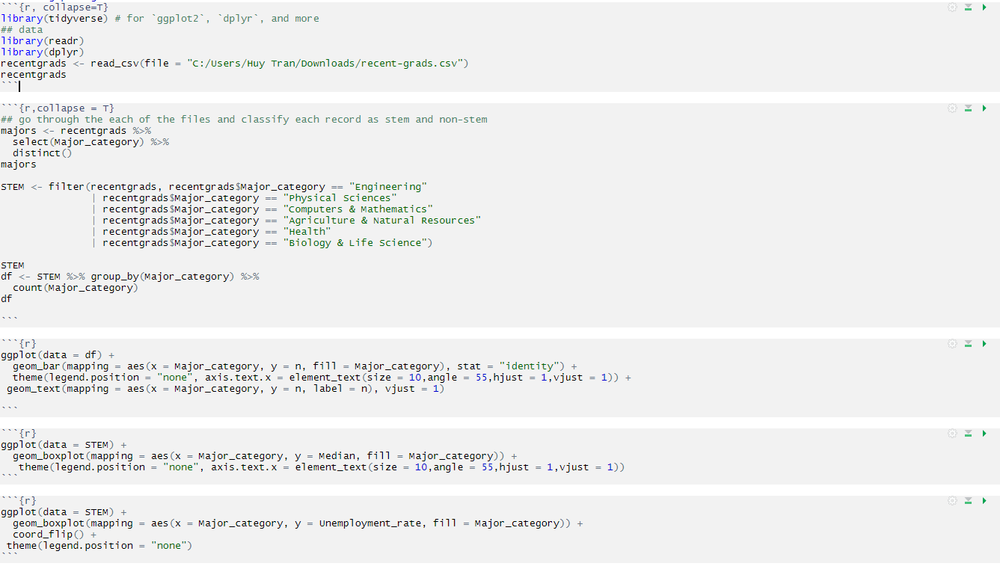 ```{r, collapse=T}
library(tidyverse) # for `ggplot2`, `dplyr`, and more
## data
library(readr)
library(dplyr)
recentgrads <- read_csv(file = "C:/Users/Huy Tran/Downloads/recent-grads.csv")
recentgrads
```
```{r,collapse = T}
## go through the each of the files and classify each record as stem and non-stem
majors <- recentgrads %>%
  select(Major_category) %>%
  distinct()
majors
STEM <- filter(recentgrads, recentgrads$Major_category == "Engineering"
               | recentgrads$Major_category == "Physical Sciences"
               | recentgrads$Major_category == "Computers & Mathematics"
               | recentgrads$Major_category == "Agriculture & Natural Resources"
               | recentgrads$Major_category == "Health"
               | recentgrads$Major_category == "Biology & Life Science")
STEM
df <- STEM %>% group_by(Major_category) %>%
  count(Major_category)
df
```
```{r}
ggplot(data = df) +
  geom_bar(mapping = aes(x = Major_category, y = n, fill = Major_category), stat = "identity") +
  theme(legend.position = "none", axis.text.x = element_text(size = 10,angle = 55,hjust = 1,vjust = 1)) +
 geom_text(mapping = aes(x = Major_category, y = n, label = n), vjust = 1)
```
```{r}
ggplot(data = STEM) +
  geom_boxplot(mapping = aes(x = Major_category, y = Median, fill = Major_category)) +
   theme(legend.position = "none", axis.text.x = element_text(size = 10,angle = 55,hjust = 1,vjust = 1))
```
```{r}
ggplot(data = STEM) +
  geom_boxplot(mapping = aes(x = Major_category, y = Unemployment_rate, fill = Major_category)) +
  coord_flip() +
 theme(legend.position = "none")
```